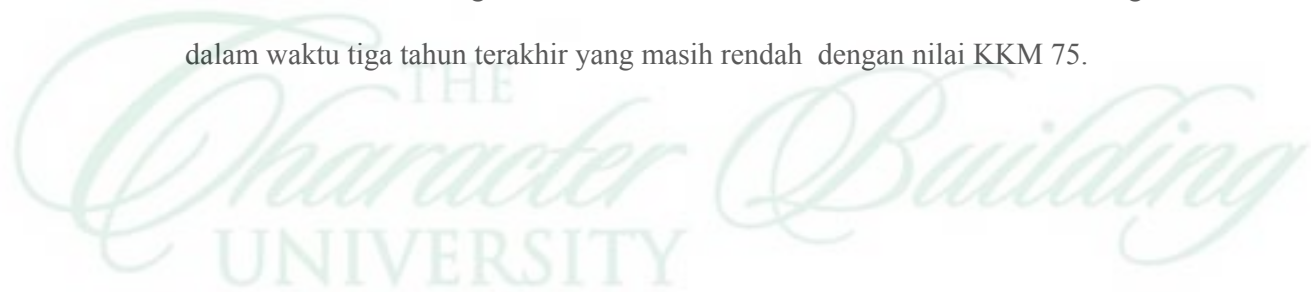 dalam waktu tiga tahun terakhir yang masih rendah dengan nilai KKM 75.
THE
Character Building
UNIVERSITY